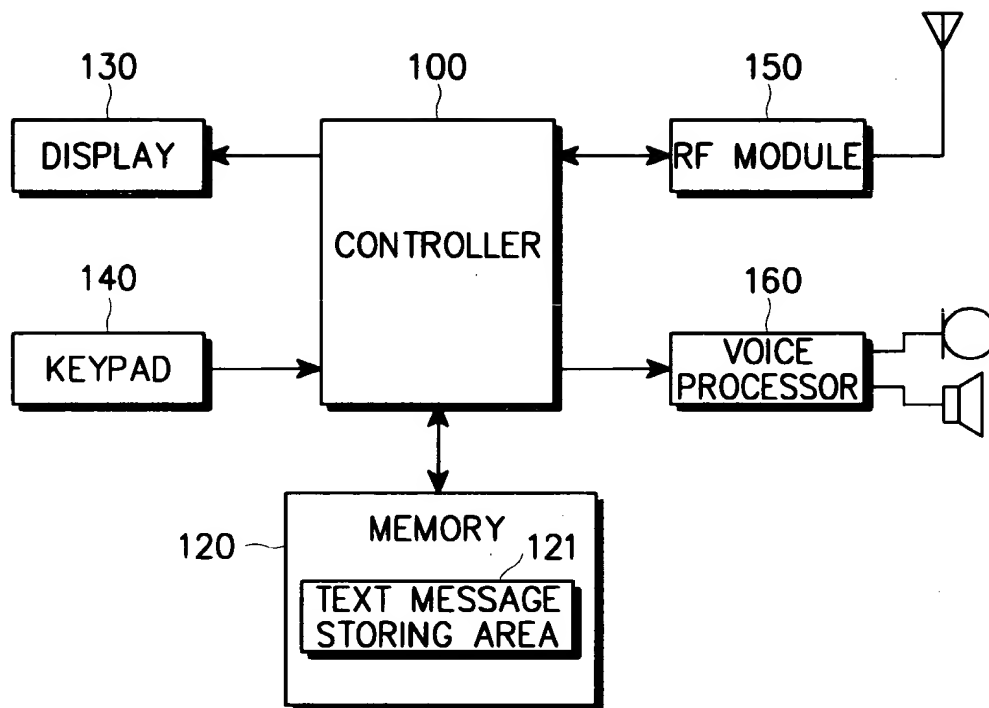 130
100
150
DISPLAY
RF MODULE
CONTROLLER
140
160
KEYPAD
VOICE
PROCESSOR
120
MEMORY
121
TEXT MESSAGE
STORING AREA